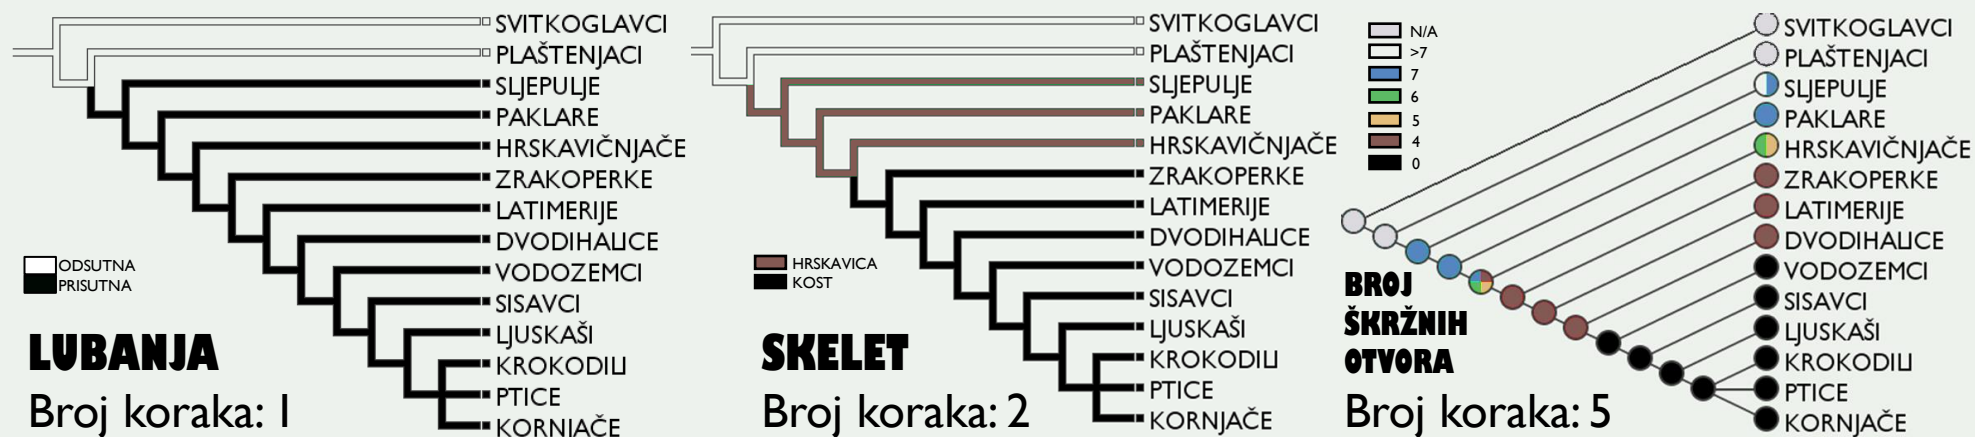 SVITKOGLAVCI
PLAŠTENJACI
SLJEPULJE
PAKLARE
HRSKAVIČNJAČE
ZRAKOPERKE
LATIMERIJE
DVODIHALICE
VODOZEMCI
SISAVCI
LJUSKAŠI
KROKODILI
PTICE
KORNJAČE
ODSUTNA
PRISUTNA
LUBANJA
Broj koraka: 1
SVITKOGLAVCI
PLAŠTENJACI
SLJEPULJE
PAKLARE
HRSKAVIČNJAČE
ZRAKOPERKE
LATIMERIJE
DVODIHALICE
VODOZEMCI
SISAVCI
LJUSKAŠI
KROKODILI
PTICE
KORNJAČE
HRSKAVICA
KOST
SKELET
Broj koraka: 2
N/A
>7
7
6
5
4
0
SVITKOGLAVCI
PLAŠTENJACI
SLJEPULJE
PAKLARE
HRSKAVIČNJAČE
ZRAKOPERKE
LATIMERIJE
DVODIHALICE
VODOZEMCI
SISAVCI
LJUSKAŠI
KROKODILI
PTICE
KORNJAČE
BROJ
ŠKRŽNIH
OTVORA
Broj koraka: 5